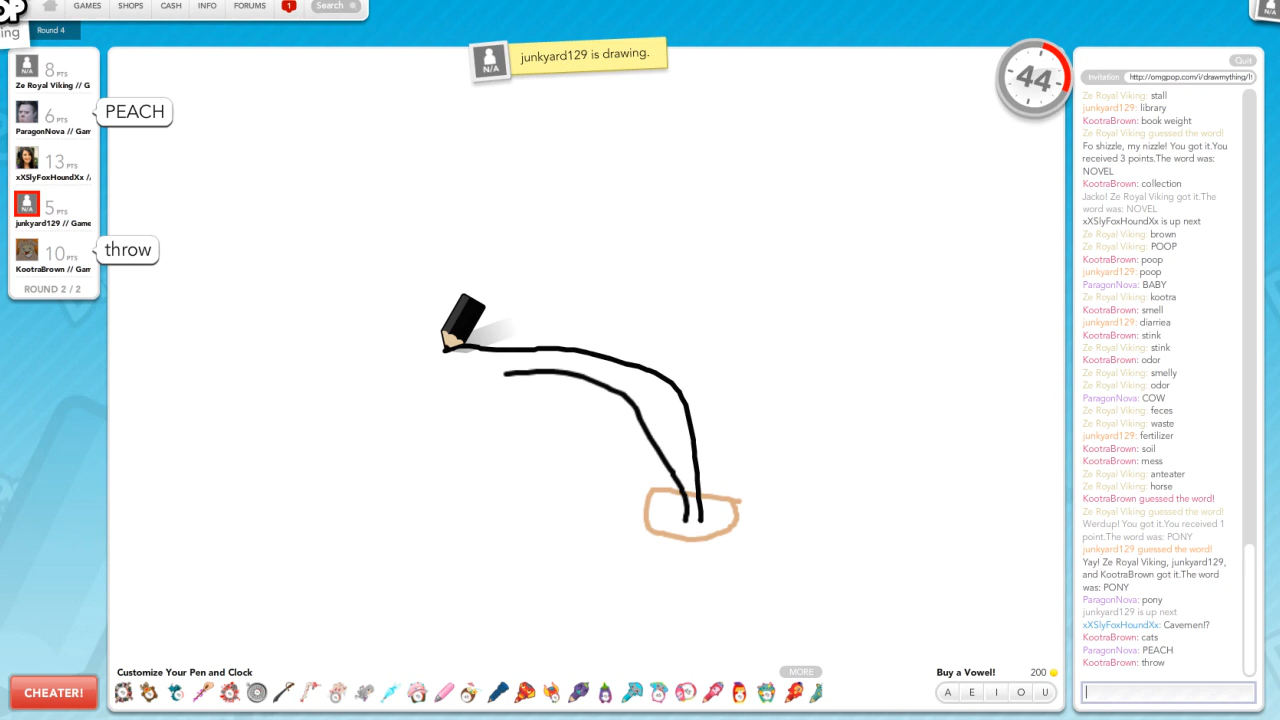 OP
ing
GAMES
SHOPS
CASH
INFO
FORUMS
1
Search
N/A
Round 4
N/A
8 PTS
Ze Royal Viking // G
6 PTS
ParagonNova // Gam
13 PTS
xXSlyFoxHoundXx //
N/A
5 PTS
junkyard129 // Game
10 PTS
KootraBrown // Gam
ROUND 2 / 2
PEACH
throw
N/A
junkyard129 is drawing.
44
Quit
Invitation http://omgpop.com/i/drawmything/l
Ze Royal Viking: stall
junkyard129: library
KootraBrown: book weight
Ze Royal Viking guessed the word!
Fo shizzle, my nizzle! You got it.You
received 3 points.The word was:
NOVEL
KootraBrown: collection
Jacko! Ze Royal Viking got it.The
word was: NOVEL
xXSlyFoxHoundXx is up next
Ze Royal Viking: brown
Ze Royal Viking: POOP
KootraBrown: poop
junkyard129: poop
ParagonNova: BABY
Ze Royal Viking: kootra
KootraBrown: smell
junkyard129: diarriea
KootraBrown: stink
Ze Royal Viking: stink
KootraBrown: odor
Ze Royal Viking: smelly
Ze Royal Viking: odor
ParagonNova: COW
Ze Royal Viking: feces
Ze Royal Viking: waste
junkyard129: fertilizer
KootraBrown: soil
KootraBrown: mess
Ze Royal Viking: anteater
Ze Royal Viking: horse
KootraBrown guessed the word!
Ze Royal Viking guessed the word!
Werdup! You got it.You received 1
point.The word was: PONY
junkyard129 guessed the word!
Yay! Ze Royal Viking, junkyard129,
and KootraBrown got it.The word
was: PONY
ParagonNova: pony
junkyard129 is up next
xXSlyFoxHoundXx: Cavemen!?
KootraBrown: cats
ParagonNova: PEACH
KootraBrown: throw
Customize Your Pen and Clock
MORE
Buy a Vowel!
200
A E I O U
CHEATER!